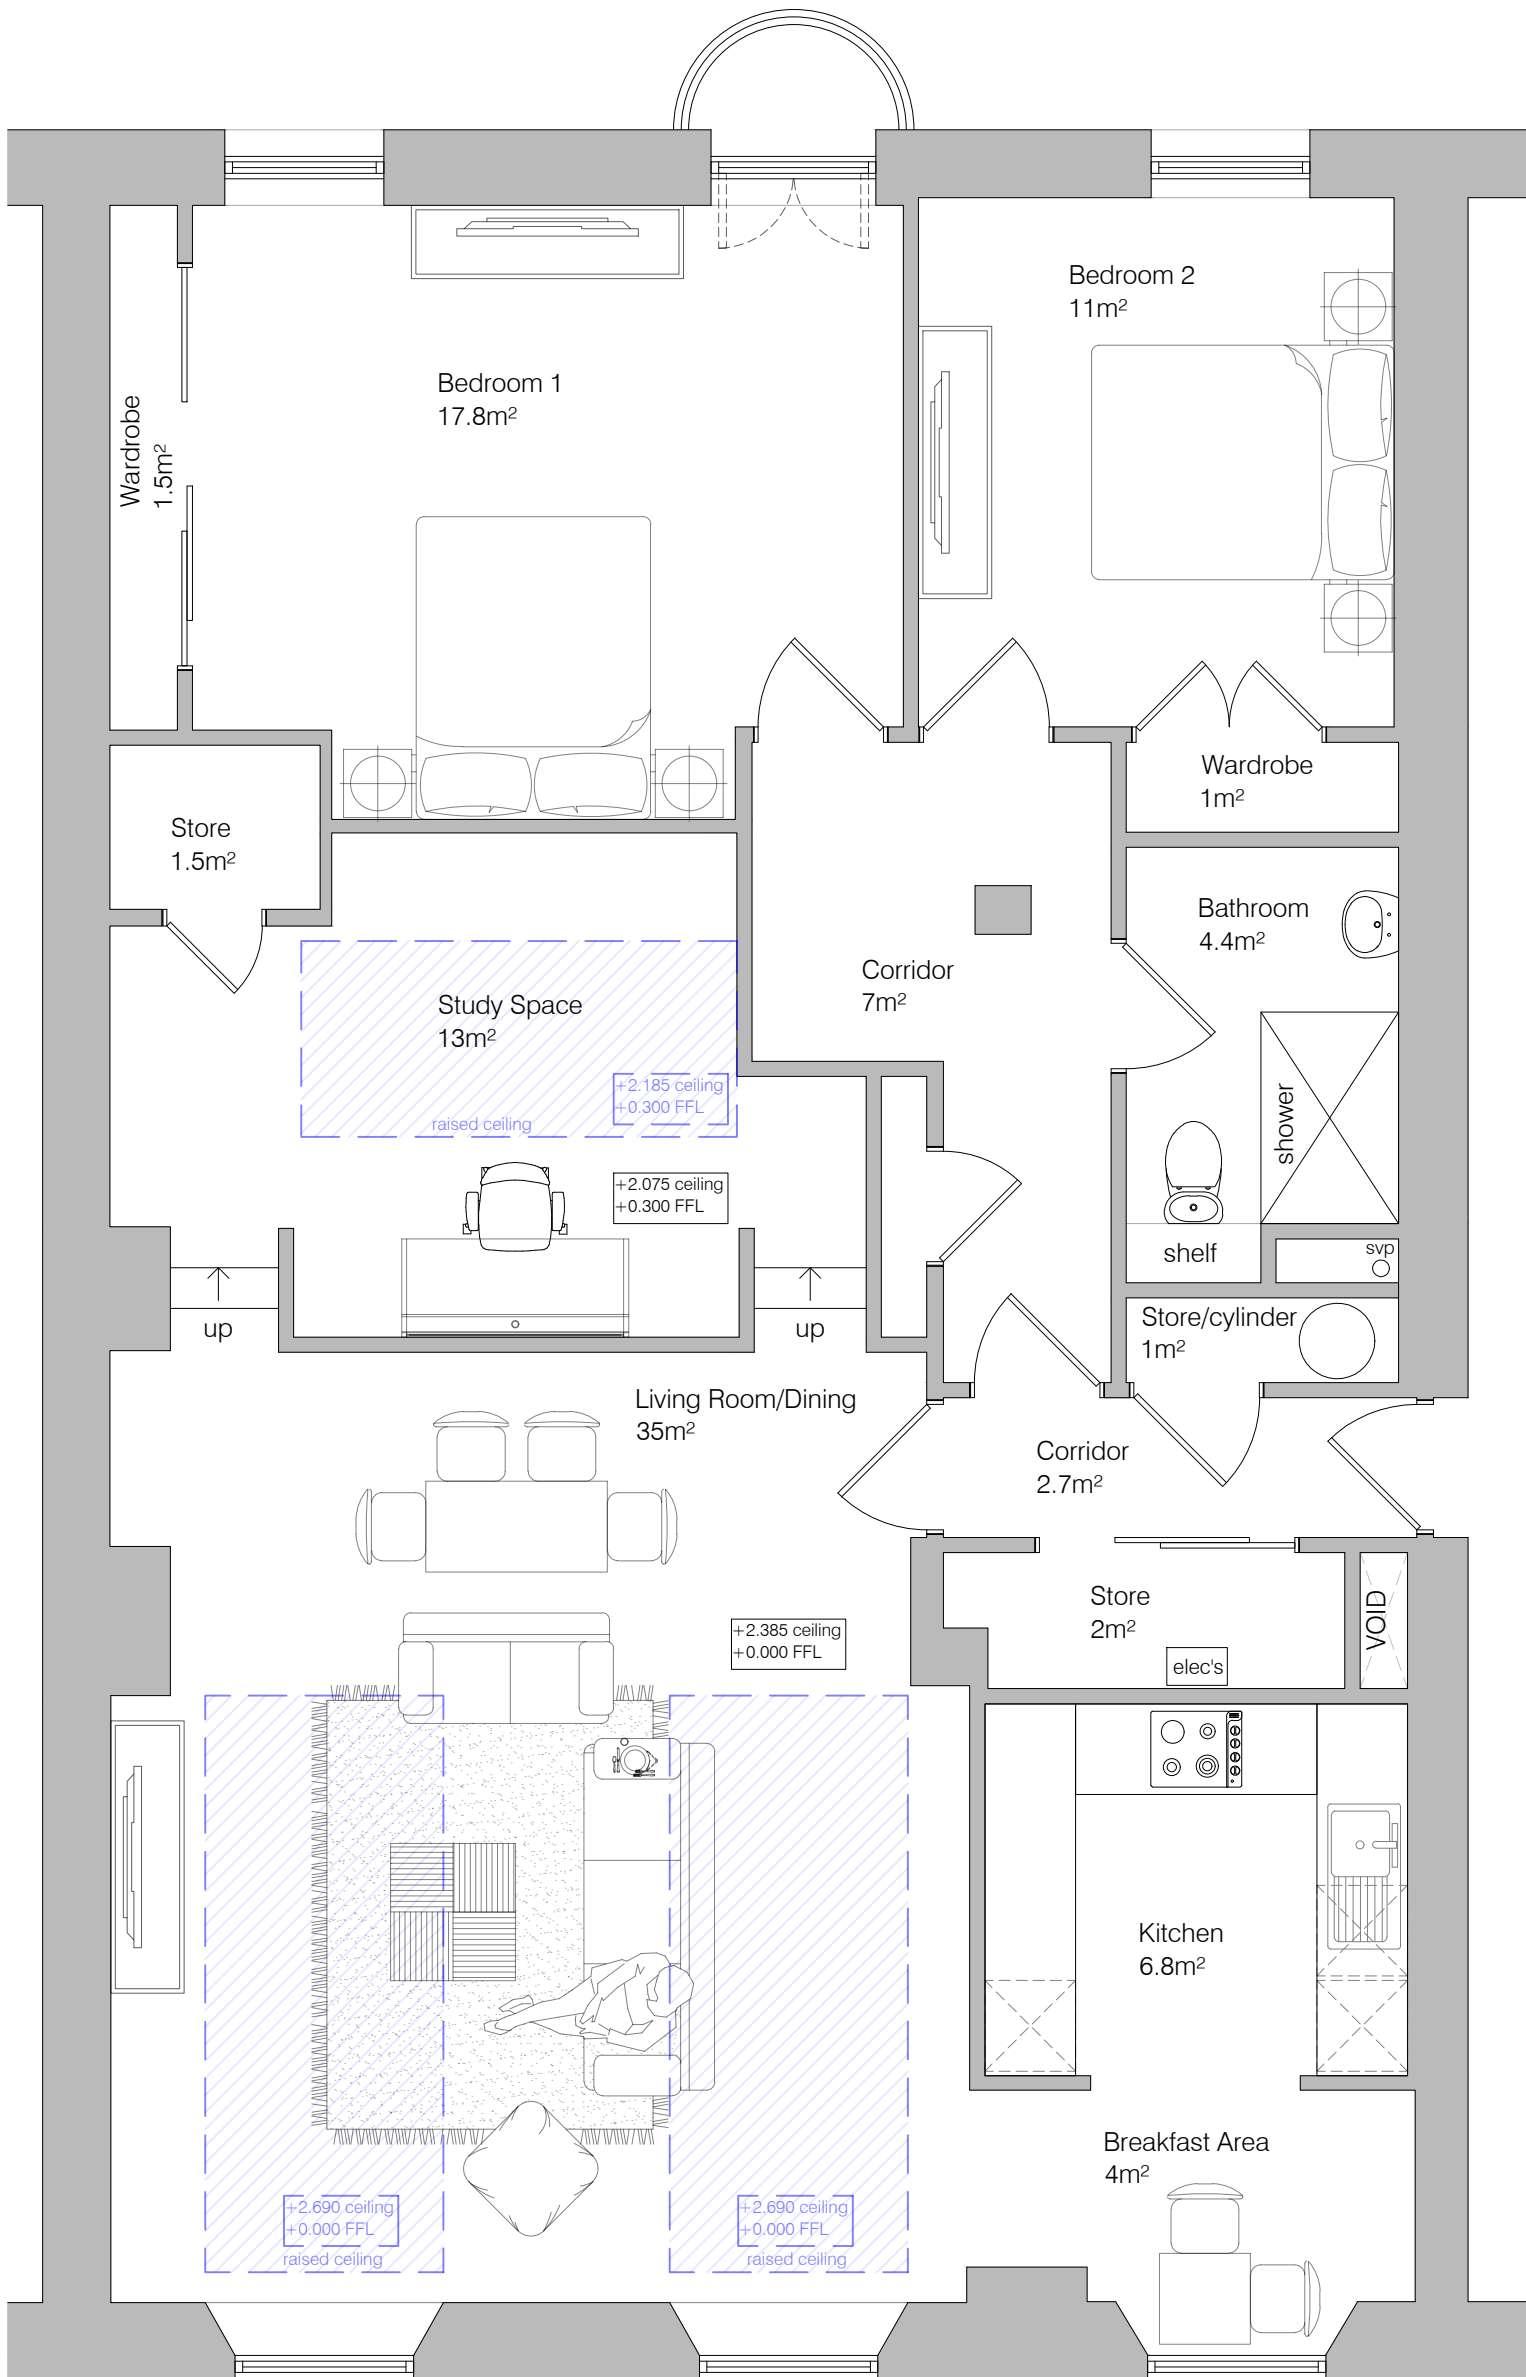 Bedroom 2
11m²
Bedroom 1
17.8m²
Wardrobe
1.5m²
Wardrobe
1m²
Store
1.5m²
Bathroom
4.4m²
Corridor
7m²
Study Space
13m²
+2.185 ceiling
+0.300 FFL
raised ceiling
shower
+2.075 ceiling
+0.300 FFL
shelf
svp
up
up
Store/cylinder
1m²
Living Room/Dining
35m²
Corridor
2.7m²
Store
2m²
VOID
+2.385 ceiling
+0.000 FFL
elec's
Kitchen
6.8m²
Breakfast Area
4m²
+2.690 ceiling
+0.000 FFL
raised ceiling
+2.690 ceiling
+0.000 FFL
raised ceiling